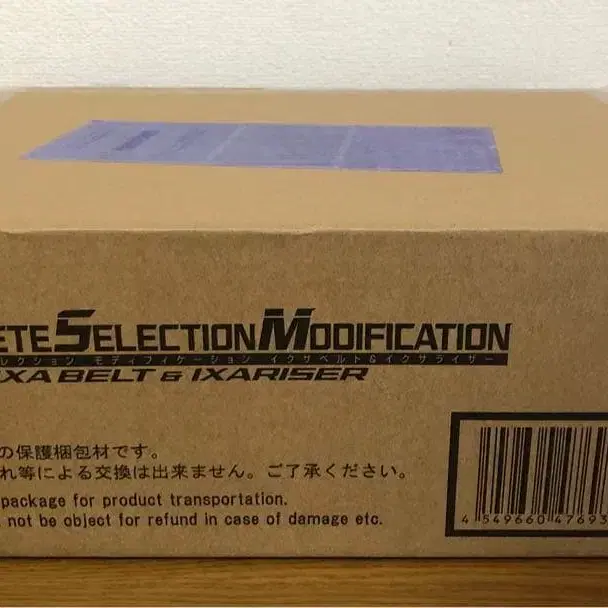 ETE SELECTION MODIFICATION
レクション モディフィケーション イクサベルト&イクサライザー
XA BELT & IXARISER
の保護梱包材です。
れ等による交換は出来ません。ご了承ください。
package for product transportation.
not be object for refund in case of damage etc.
4 549660 47693